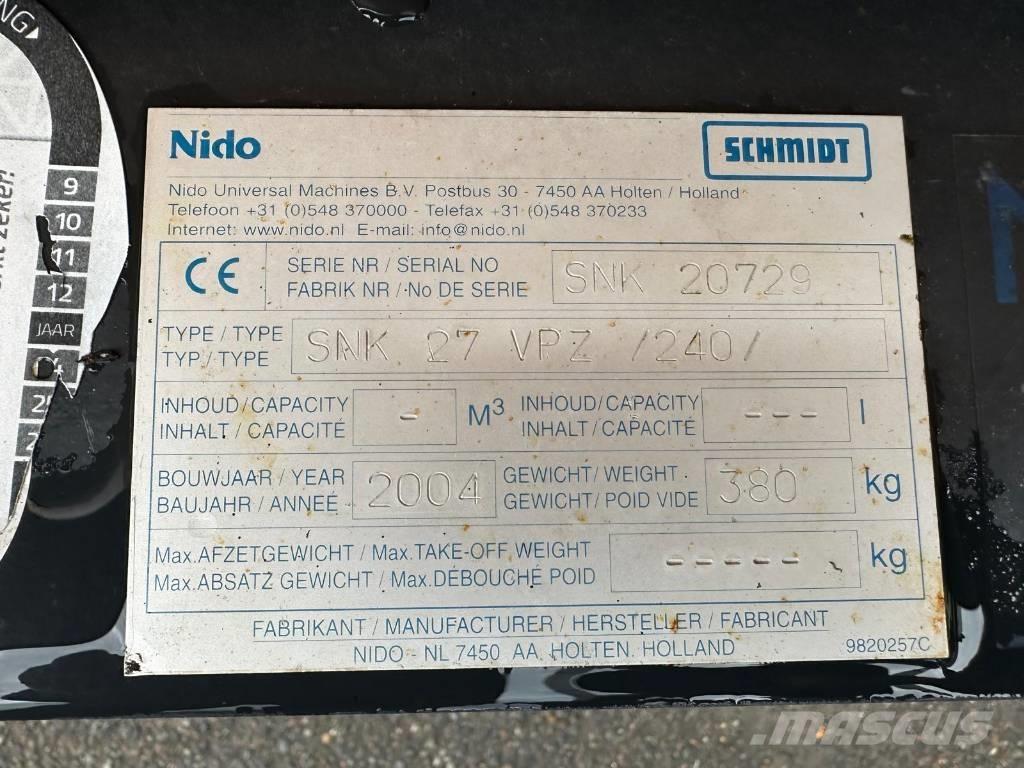 NG
nt zeker!
9
10
11
12
JAAR
Nido
SCHMIDT
Nido Universal Machines B.V. Postbus 30 - 7450 AA Holten / Holland
Telefoon +31 (0)548 370000 - Telefax +31 (0)548 370233
Internet: www.nido.nl E-mail: info@nido.nl
CE
SERIE NR / SERIAL NO
FABRIK NR / No DE SERIE
SNK 20729
TYPE / TYPE
TYP / TYPE
SNK 27 VPZ /240/
INHOUD / CAPACITY
INHALT / CAPACITÉ
-
M³
INHOUD / CAPACITY
INHALT / CAPACITÉ
---
l
BOUWJAAR / YEAR
BAUJAHR / ANNEÉ
2004
GEWICHT / WEIGHT
GEWICHT / POID VIDE
380
kg
Max. AFZETGEWICHT / Max. TAKE-OFF WEIGHT
Max. ABSATZ GEWICHT / Max. DÉBOUCHÉ POID
-----
kg
FABRIKANT / MANUFACTURER / HERSTELLER / FABRICANT
NIDO - NL 7450 AA HOLTEN HOLLAND
9820257C
MASCUS